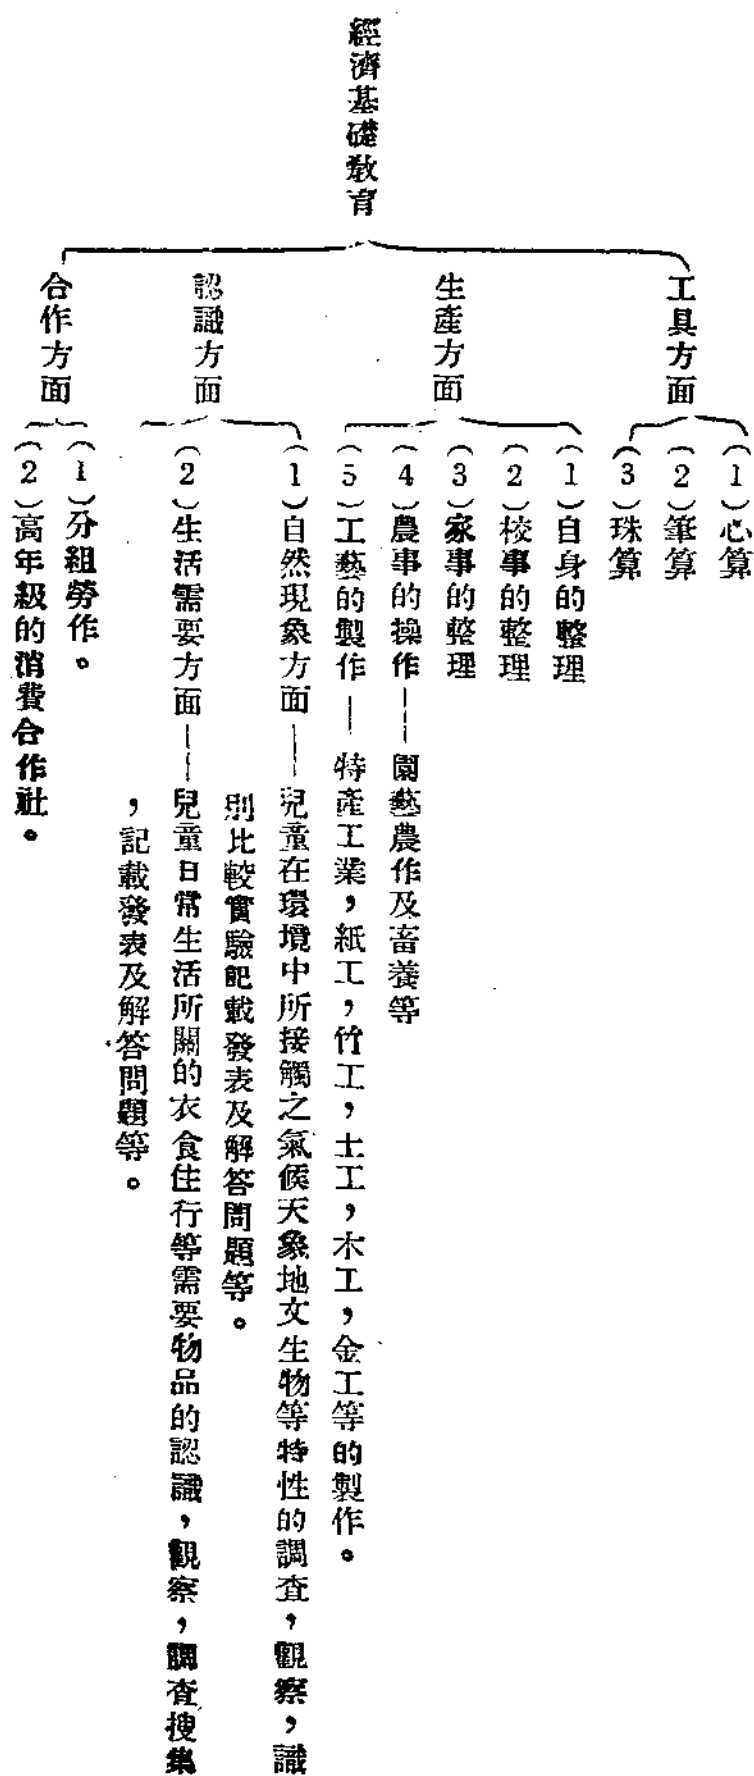 經濟基礎敎育
工具方面
(1)心算
(2)筆算
(3)珠算
生產方面
(1)自身的整理
(2)校事的整理
(3)家事的整理
(4)農事的操作——園藝農作及畜養等
(5)工藝的製作——特產工業，紙工，竹工，土工，木工，金工等的製作。
認識方面
(1)自然現象方面——兒童在環境中所接觸之氣候天象地文生物等特性的調查，觀察，識
別比較實驗記載發表及解答問題等。
(2)生活需要方面——兒童日常生活所關的衣食住行等需要物品的認識，觀察，調查搜集
，記載發表及解答問題等。
合作方面
(1)分組勞作。
(2)高年級的消費合作社。